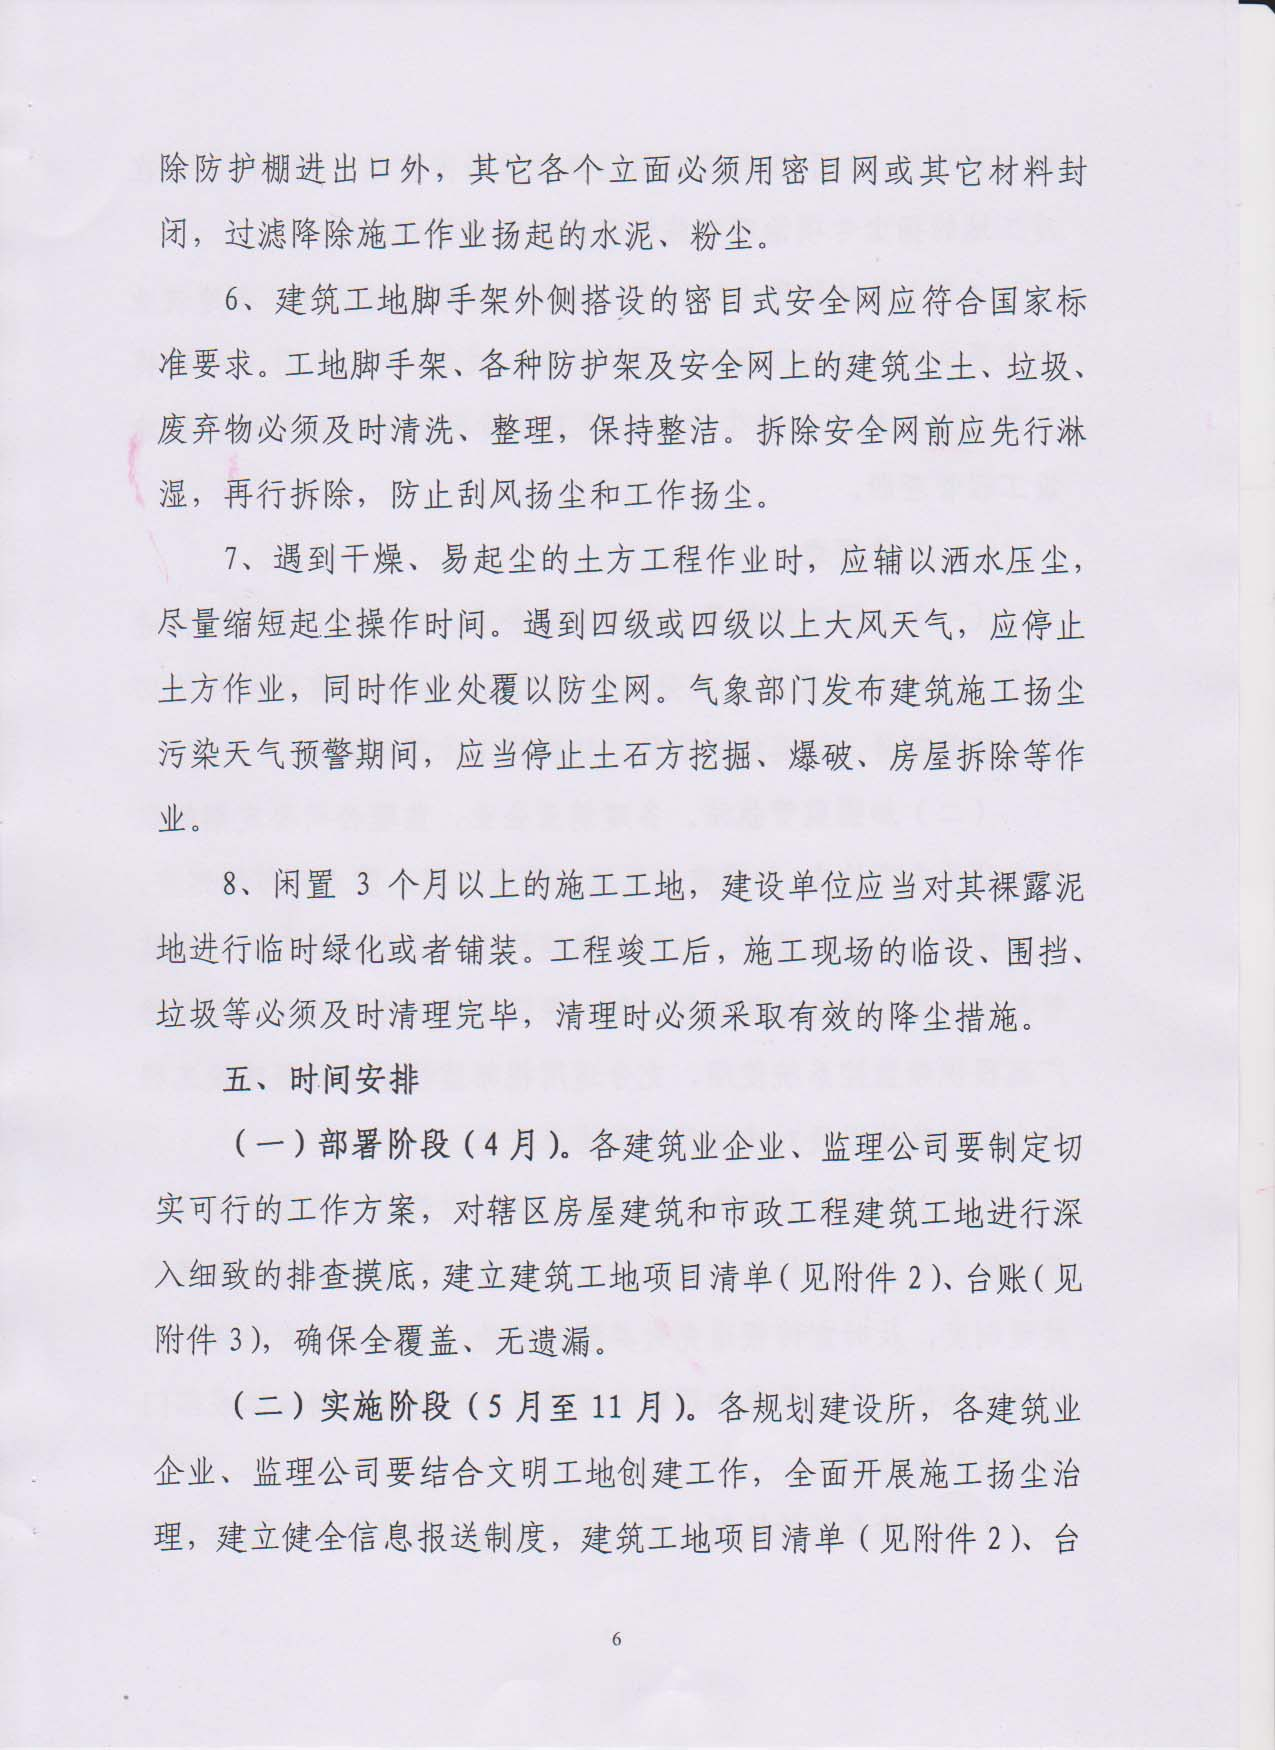 除防护棚进出口外，其它各个立面必须用密目网或其它材料封
闭，过滤降除施工作业扬起的水泥、粉尘。
6、建筑工地脚手架外侧搭设的密目式安全网应符合国家标
准要求。工地脚手架、各种防护架及安全网上的建筑尘土、垃圾、
废弃物必须及时清洗、整理，保持整洁。拆除安全网前应先行淋
湿，再行拆除，防止刮风扬尘和工作扬尘。
7、遇到干燥、易起尘的土方工程作业时，应辅以洒水压尘，
尽量缩短起尘操作时间。遇到四级或四级以上大风天气，应停止
土方作业，同时作业处覆以防尘网。气象部门发布建筑施工扬尘
污染天气预警期间，应当停止土石方挖掘、爆破、房屋拆除等作
业。
8、闲置 3 个月以上的施工工地，建设单位应当对其裸露泥
地进行临时绿化或者铺装。工程竣工后，施工现场的临设、围挡、
垃圾等必须及时清理完毕，清理时必须采取有效的降尘措施。
五、时间安排
（一）部署阶段（4 月）。各建筑业企业、监理公司要制定切
实可行的工作方案，对辖区房屋建筑和市政工程建筑工地进行深
入细致的排查摸底，建立建筑工地项目清单（见附件 2）、台账（见
附件 3），确保全覆盖、无遗漏。
（二）实施阶段（5 月至 11 月）。各规划建设所，各建筑业
企业、监理公司要结合文明工地创建工作，全面开展施工扬尘治
理，建立健全信息报送制度，建筑工地项目清单（见附件 2）、台
6